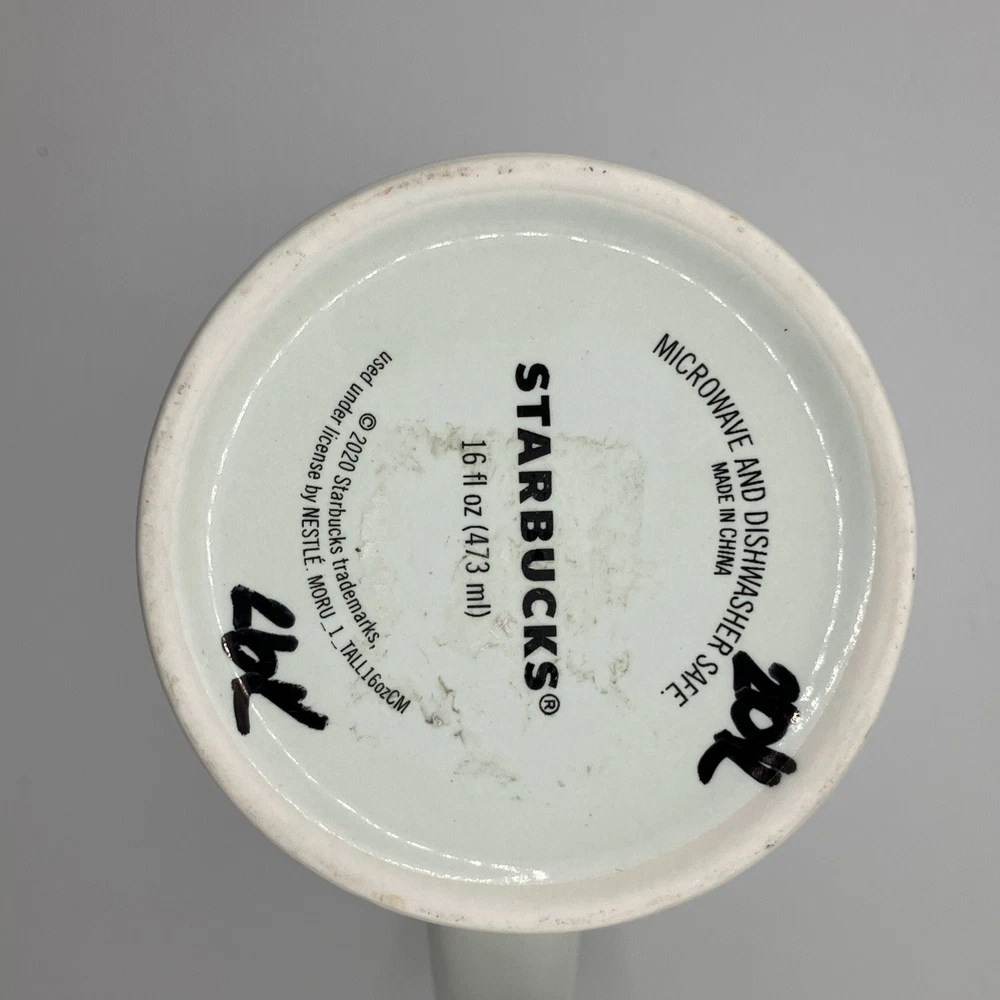 MICROWAVE AND DISHWASHER SAFE.
MADE IN CHINA
STARBUCKS®
16 fl oz (473 ml)
© 2020 Starbucks trademarks,
used under license by NESTLÉ. MORU_1_TALL16ozCM